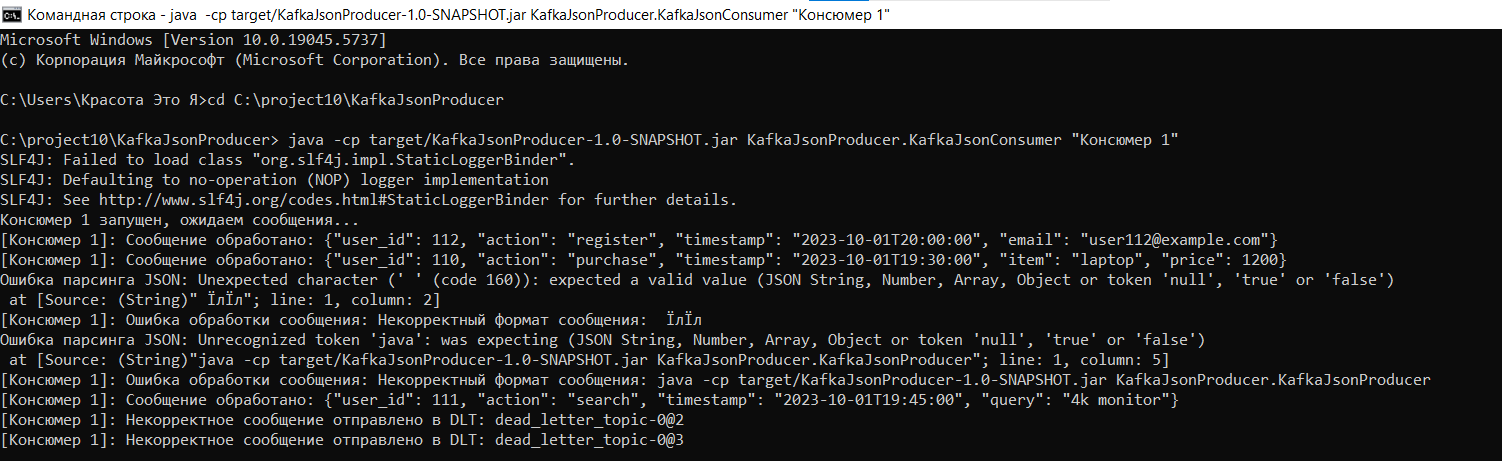 Командная строка - java -cp target/KafkaJsonProducer-1.0-SNAPSHOT.jar KafkaJsonProducer.KafkaJsonConsumer "Консюмер 1"
Microsoft Windows [Version 10.0.19045.5737]
(c) Корпорация Майкрософт (Microsoft Corporation). Все права защищены.
C:\Users\Красота Это Я>cd C:\project10\KafkaJsonProducer
C:\project10\KafkaJsonProducer> java -cp target/KafkaJsonProducer-1.0-SNAPSHOT.jar KafkaJsonProducer.KafkaJsonConsumer "Консюмер 1"
SLF4J: Failed to load class "org.slf4j.impl.StaticLoggerBinder".
SLF4J: Defaulting to no-operation (NOP) logger implementation
SLF4J: See http://www.slf4j.org/codes.html#StaticLoggerBinder for further details.
Консюмер 1 запущен, ожидаем сообщения...
[Консюмер 1]: Сообщение обработано: {"user_id": 112, "action": "register", "timestamp": "2023-10-01T20:00:00", "email": "user112@example.com"}
[Консюмер 1]: Сообщение обработано: {"user_id": 110, "action": "purchase", "timestamp": "2023-10-01T19:30:00", "item": "laptop", "price": 1200}
Ошибка парсинга JSON: Unexpected character (' ' (code 160)): expected a valid value (JSON String, Number, Array, Object or token 'null', 'true' or 'false')
at [Source: (String)"  ÏлÏл"; line: 1, column: 2]
[Консюмер 1]: Ошибка обработки сообщения: Некорректный формат сообщения:   ÏлÏл
Ошибка парсинга JSON: Unrecognized token 'java': was expecting (JSON String, Number, Array, Object or token 'null', 'true' or 'false')
at [Source: (String)"java -cp target/KafkaJsonProducer-1.0-SNAPSHOT.jar KafkaJsonProducer.KafkaJsonProducer"; line: 1, column: 5]
[Консюмер 1]: Ошибка обработки сообщения: Некорректный формат сообщения: java -cp target/KafkaJsonProducer-1.0-SNAPSHOT.jar KafkaJsonProducer.KafkaJsonProducer
[Консюмер 1]: Сообщение обработано: {"user_id": 111, "action": "search", "timestamp": "2023-10-01T19:45:00", "query": "4k monitor"}
[Консюмер 1]: Некорректное сообщение отправлено в DLT: dead_letter_topic-0@2
[Консюмер 1]: Некорректное сообщение отправлено в DLT: dead_letter_topic-0@3